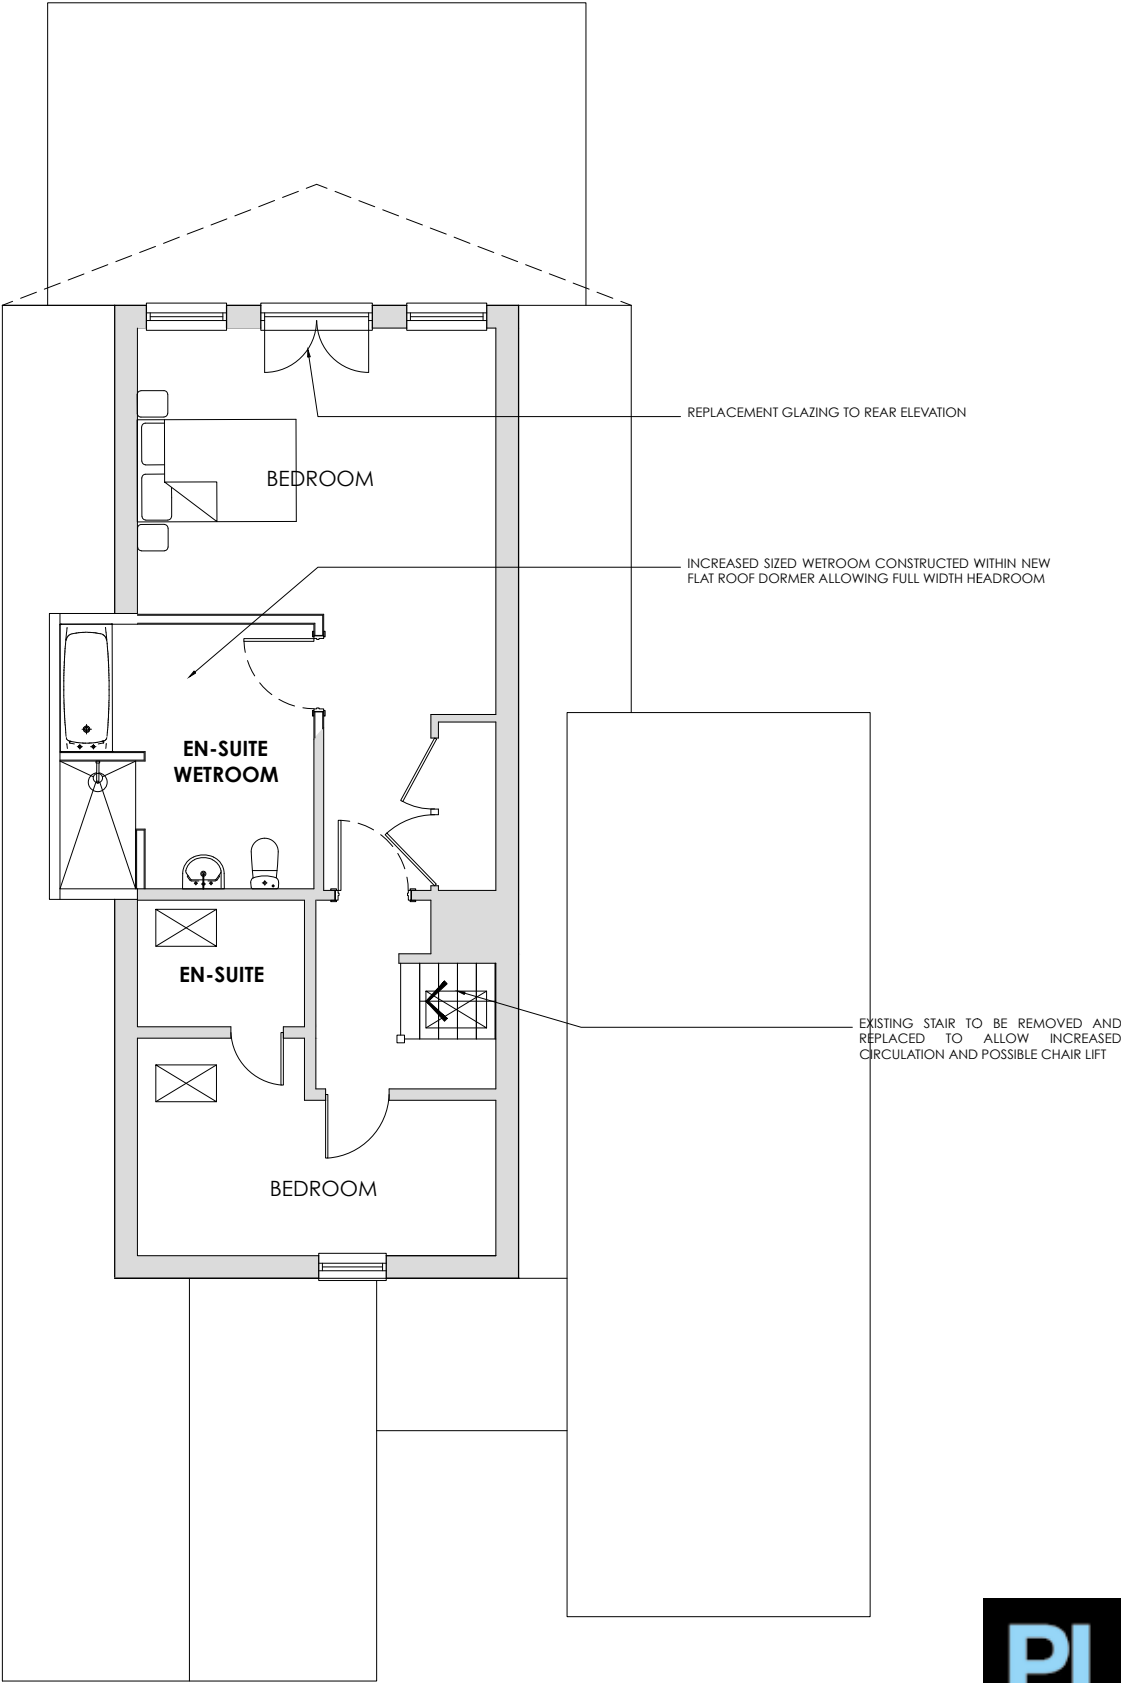 REPLACEMENT GLAZING TO REAR ELEVATION
BEDROOM
INCREASED SIZED WETROOM CONSTRUCTED WITHIN NEW
FLAT ROOF DORMER ALLOWING FULL WIDTH HEADROOM
EN-SUITE
WETROOM
EN-SUITE
EXISTING STAIR TO BE REMOVED AND
REPLACED TO ALLOW INCREASED
CIRCULATION AND POSSIBLE CHAIR LIFT
BEDROOM